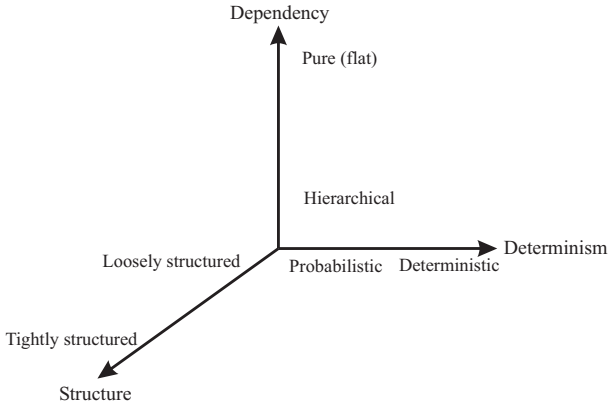 Dependency
Pure (flat)
Hierarchical
Determinism
Loosely structured
Probabilistic
Deterministic
Tightly structured
Structure